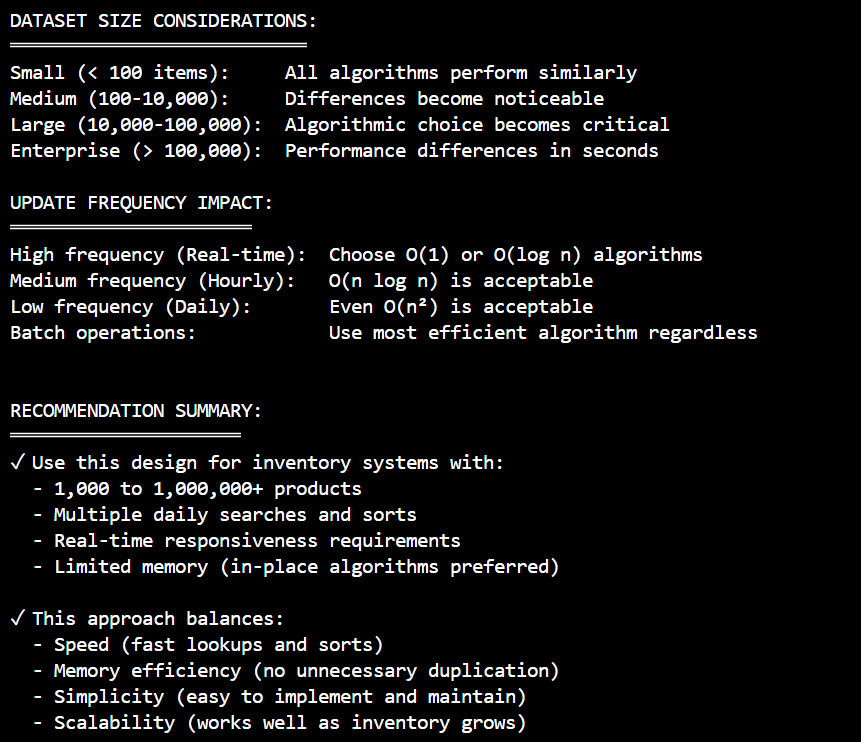 DATASET SIZE CONSIDERATIONS:
═══════════════════════════
Small (< 100 items):     All algorithms perform similarly
Medium (100-10,000):     Differences become noticeable
Large (10,000-100,000):  Algorithmic choice becomes critical
Enterprise (> 100,000):  Performance differences in seconds

UPDATE FREQUENCY IMPACT:
══════════════════════
High frequency (Real-time):  Choose O(1) or O(log n) algorithms
Medium frequency (Hourly):   O(n log n) is acceptable
Low frequency (Daily):       Even O(n²) is acceptable
Batch operations:            Use most efficient algorithm regardless

RECOMMENDATION SUMMARY:
═════════════════════
✓ Use this design for inventory systems with:
  - 1,000 to 1,000,000+ products
  - Multiple daily searches and sorts
  - Real-time responsiveness requirements
  - Limited memory (in-place algorithms preferred)

✓ This approach balances:
  - Speed (fast lookups and sorts)
  - Memory efficiency (no unnecessary duplication)
  - Simplicity (easy to implement and maintain)
  - Scalability (works well as inventory grows)